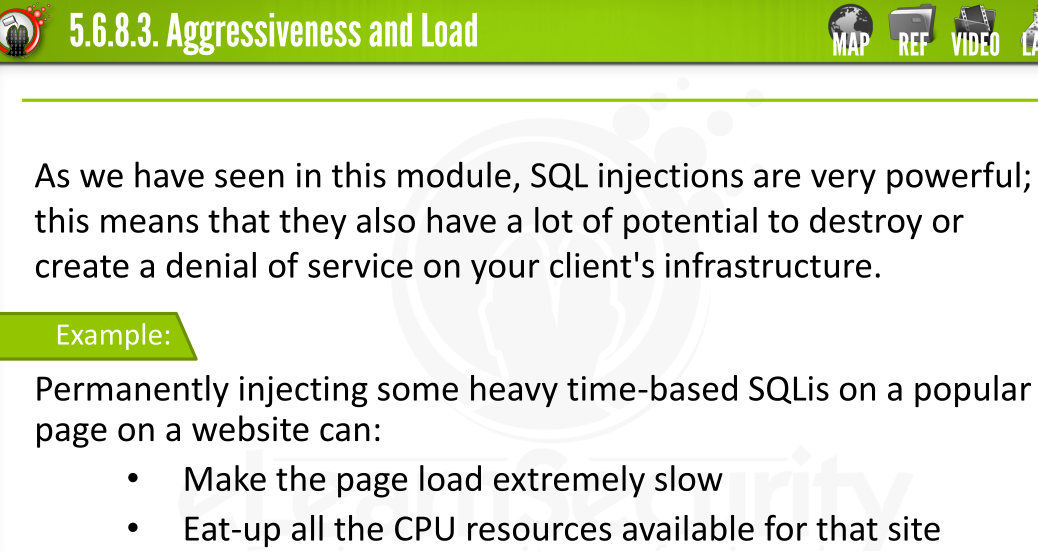 5.6.8.3. Aggressiveness and Load
MAP REF VIDEO
As we have seen in this module, SQL injections are very powerful;
this means that they also have a lot of potential to destroy or
create a denial of service on your client's infrastructure.
Example:
Permanently injecting some heavy time-based SQLis on a popular
page on a website can:
• Make the page load extremely slow
• Eat-up all the CPU resources available for that site
eLearnSecurity